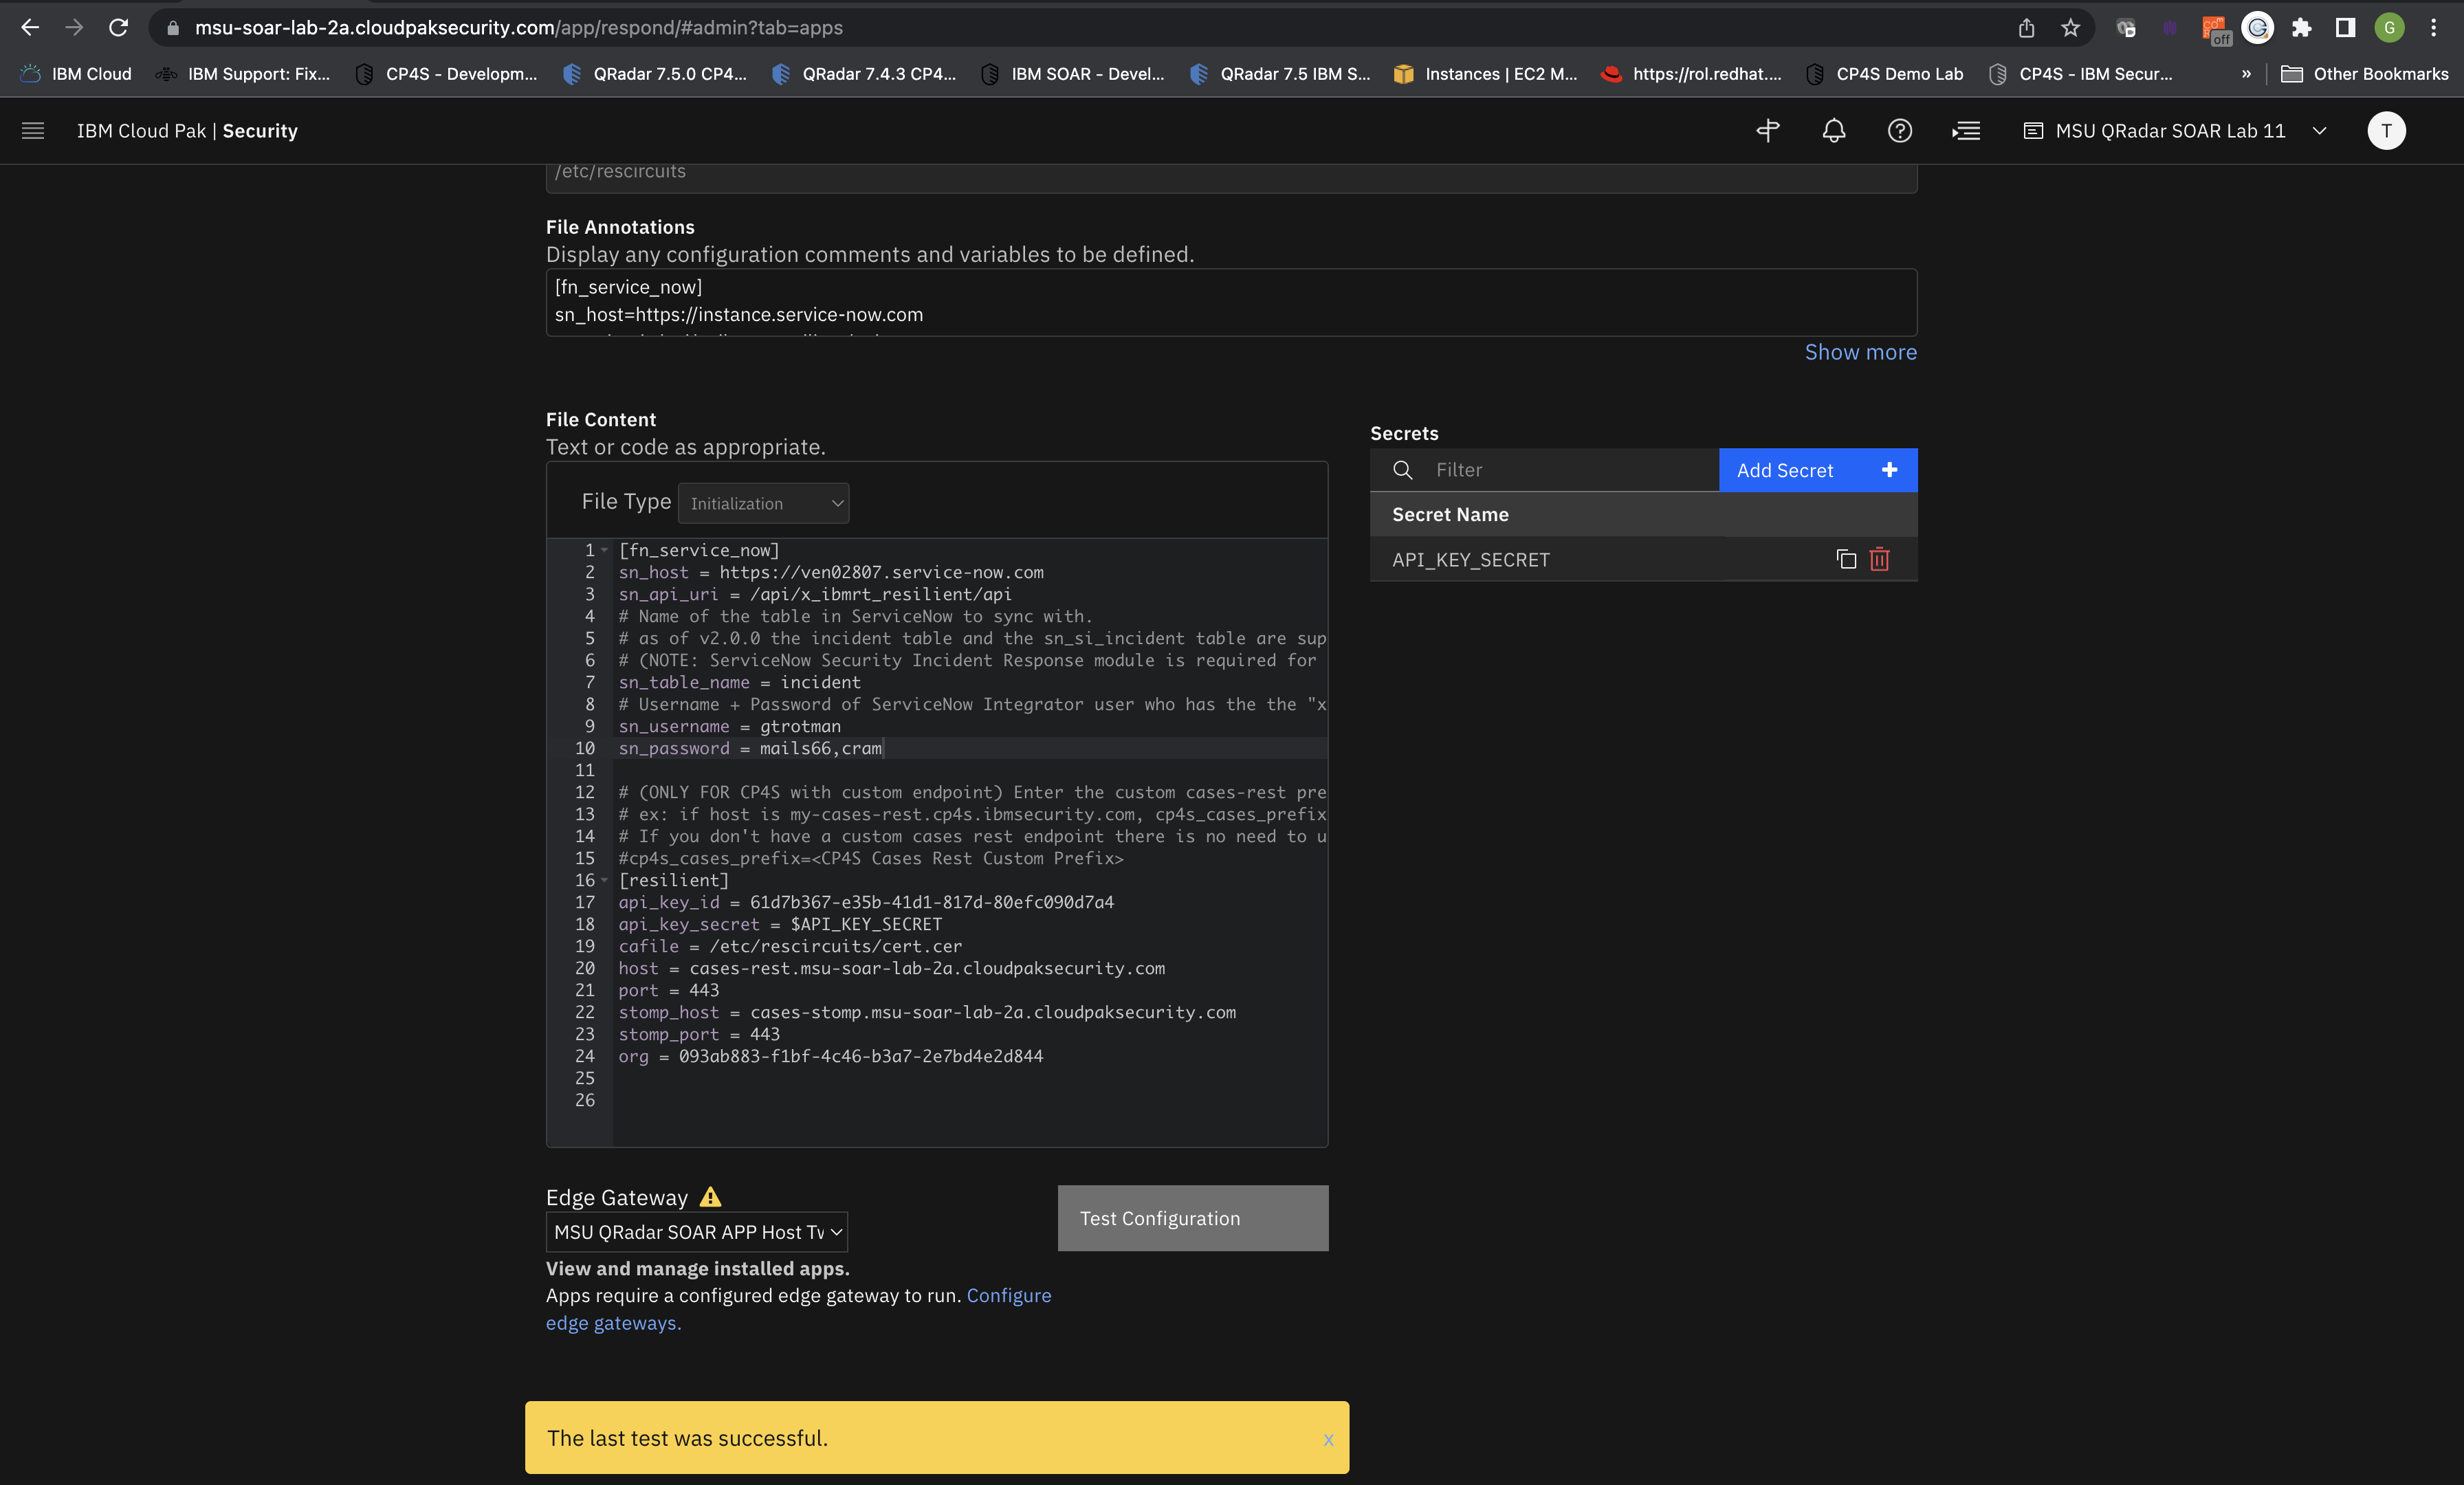 msu-soar-lab-2a.cloudpaksecurity.com/app/respond/#admin?tab=apps
off
G
IBM Cloud
IBM Support: Fix...
CP4S - Developm...
QRadar 7.5.0 CP4...
QRadar 7.4.3 CP4...
IBM SOAR - Devel...
QRadar 7.5 IBM S...
Instances | EC2 M...
https://rol.redhat....
CP4S Demo Lab
CP4S - IBM Secur...
»
Other Bookmarks
IBM Cloud Pak | Security
MSU QRadar SOAR Lab 11
T
/etc/rescircuits
File Annotations
Display any configuration comments and variables to be defined.
[fn_service_now]
sn_host=https://instance.service-now.com
Show more
File Content
Text or code as appropriate.
File Type
Initialization
1 [fn_service_now]
2 sn_host = https://ven02807.service-now.com
3 sn_api_uri = /api/x_ibmrt_resilient/api
4 # Name of the table in ServiceNow to sync with.
5 # as of v2.0.0 the incident table and the sn_si_incident table are sup
6 # (NOTE: ServiceNow Security Incident Response module is required for
7 sn_table_name = incident
8 # Username + Password of ServiceNow Integrator user who has the the "x
9 sn_username = gtrotman
10 sn_password = mails66,cram
11
12 # (ONLY FOR CP4S with custom endpoint) Enter the custom cases-rest pre
13 # ex: if host is my-cases-rest.cp4s.ibmsecurity.com, cp4s_cases_prefix
14 # If you don't have a custom cases rest endpoint there is no need to u
15 #cp4s_cases_prefix=<CP4S Cases Rest Custom Prefix>
16 [resilient]
17 api_key_id = 61d7b367-e35b-41d1-817d-80efc090d7a4
18 api_key_secret = $API_KEY_SECRET
19 cafile = /etc/rescircuits/cert.cer
20 host = cases-rest.msu-soar-lab-2a.cloudpaksecurity.com
21 port = 443
22 stomp_host = cases-stomp.msu-soar-lab-2a.cloudpaksecurity.com
23 stomp_port = 443
24 org = 093ab883-f1bf-4c46-b3a7-2e7bd4e2d844
25
26
Secrets
Filter
Add Secret +
Secret Name
API_KEY_SECRET
Edge Gateway
MSU QRadar SOAR APP Host Tw
Test Configuration
View and manage installed apps.
Apps require a configured edge gateway to run. Configure
edge gateways.
The last test was successful.
x